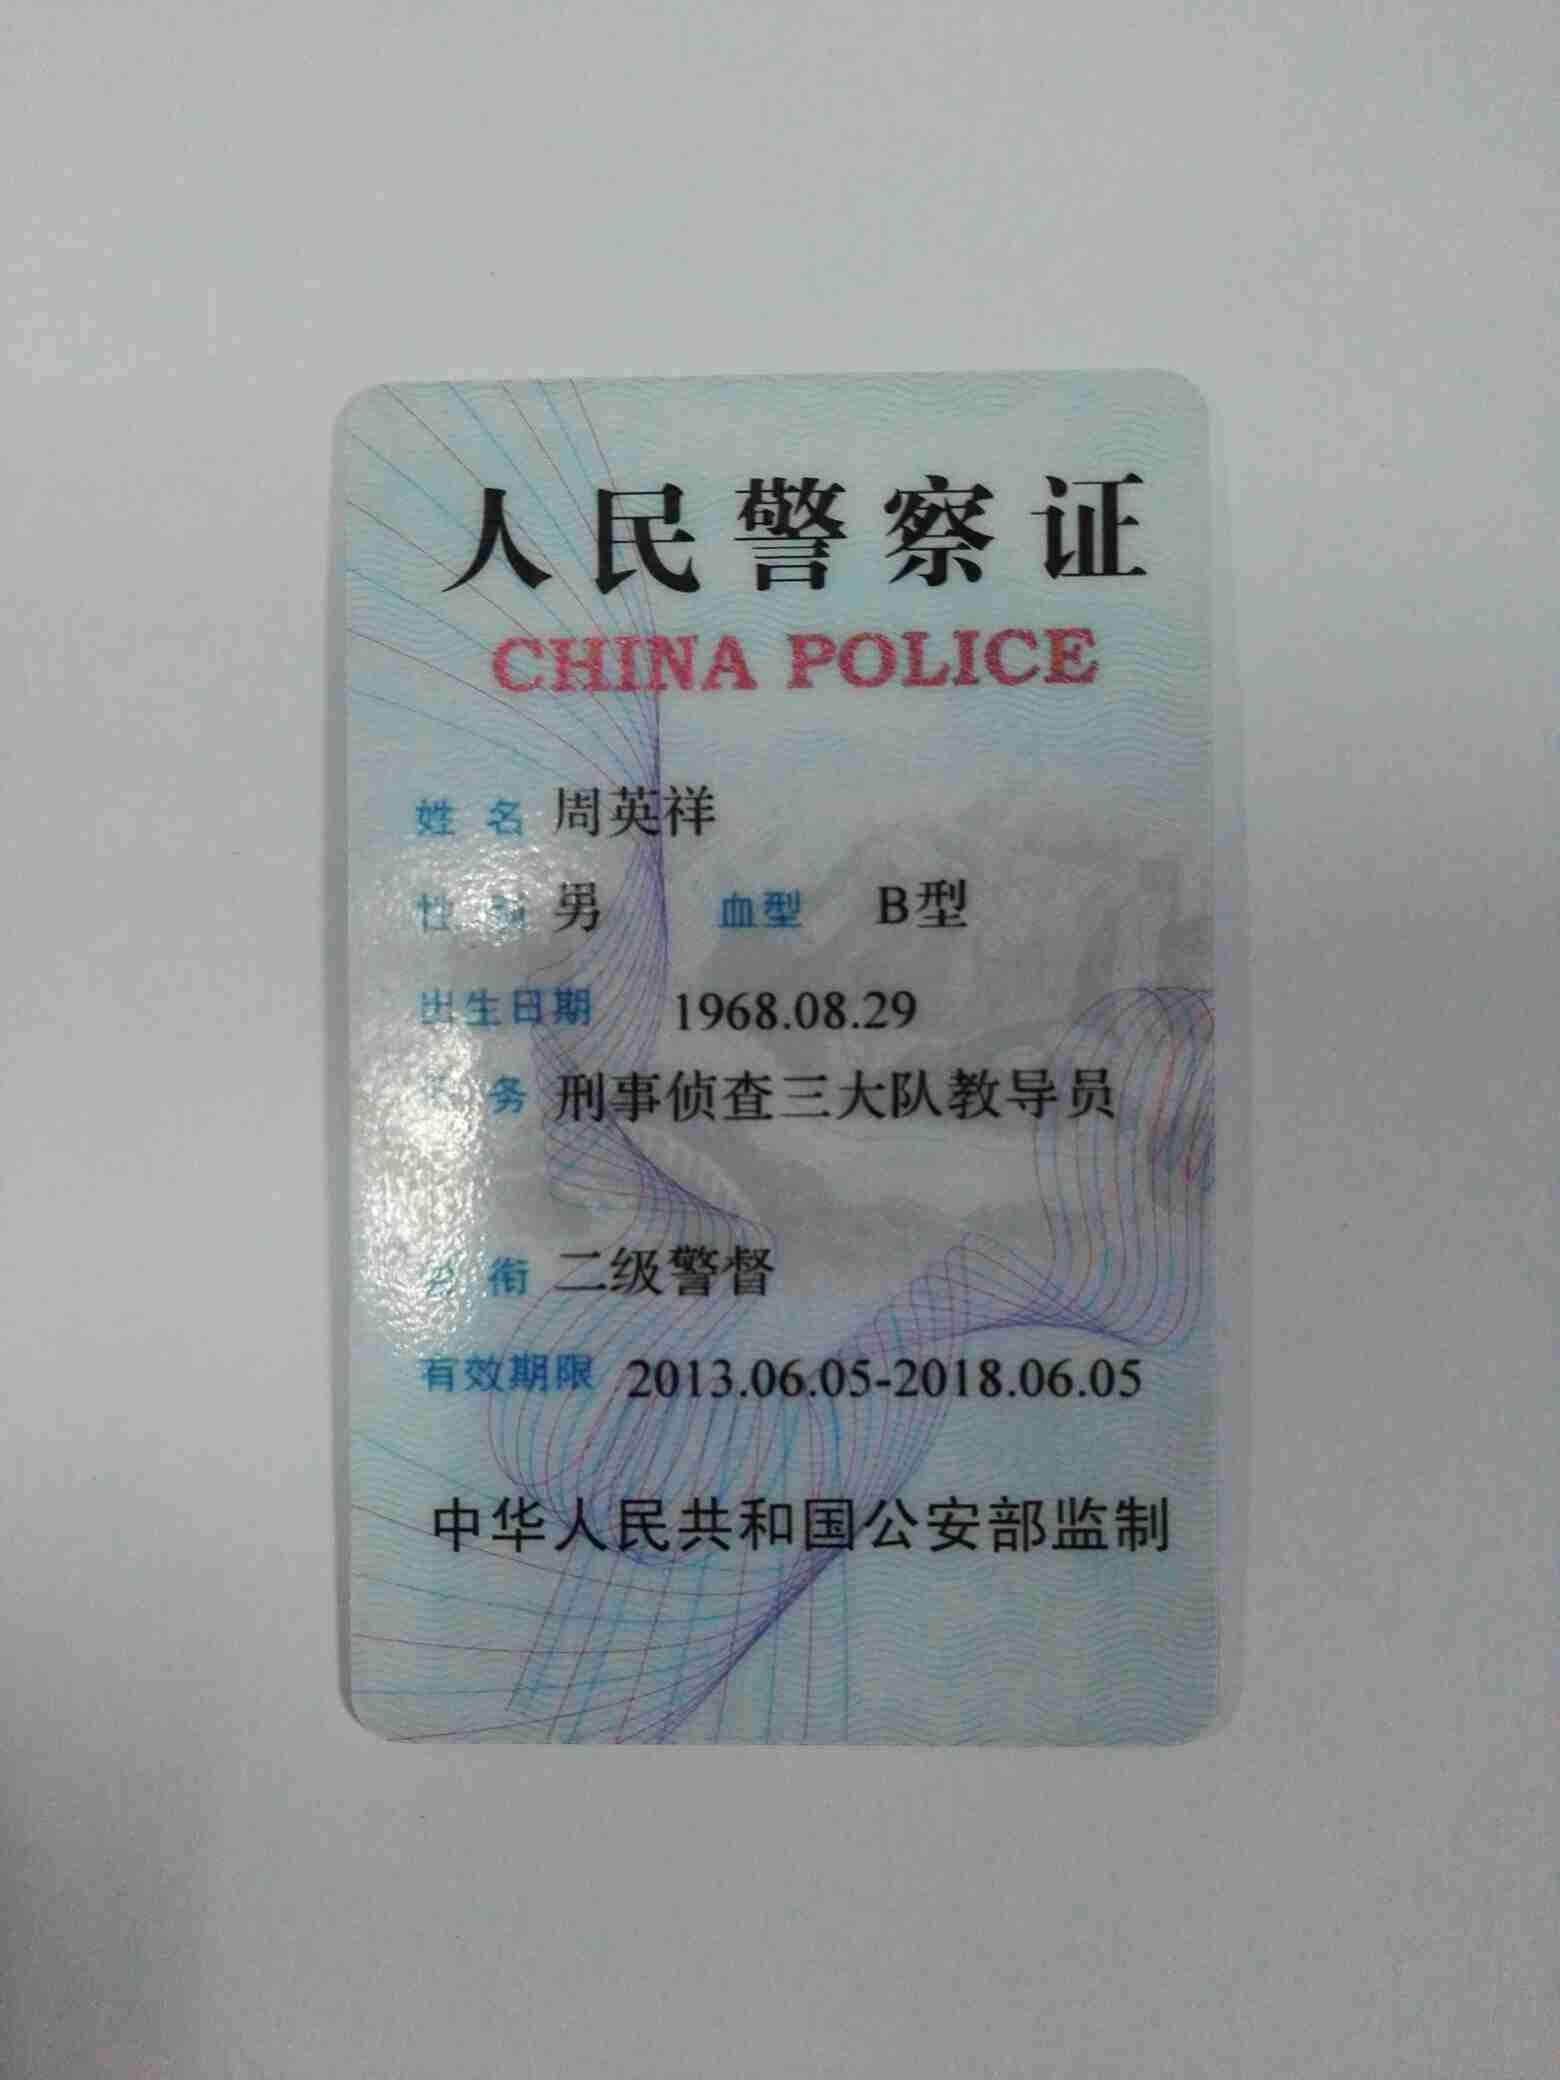 人民警察证
CHINA POLICE
姓 名 周英祥
性 别 男 血型 B型
出生日期 1968.08.29
务 刑事侦查三大队教导员
衔 二级警督
有效期限 2013.06.05-2018.06.05
中华人民共和国公安部监制